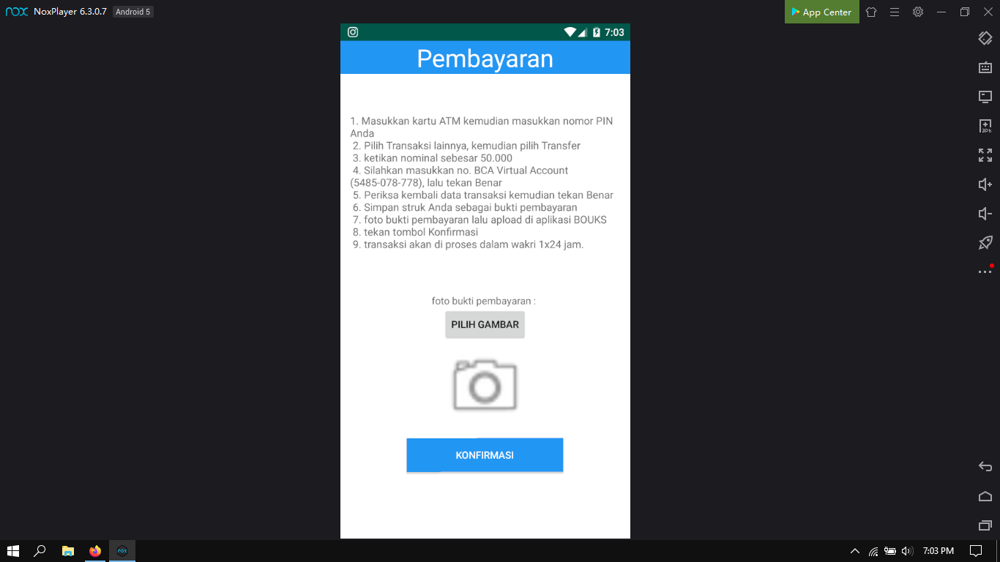 nox NoxPlayer 6.3.0.7 Android 5 App Center
7:03
Pembayaran
1. Masukkan kartu ATM kemudian masukkan nomor PIN
Anda
2. Pilih Transaksi lainnya, kemudian pilih Transfer
3. ketikan nominal sebesar 50.000
4. Silahkan masukkan no. BCA Virtual Account
(5485-078-778), lalu tekan Benar
5. Periksa kembali data transaksi kemudian tekan Benar
6. Simpan struk Anda sebagai bukti pembayaran
7. foto bukti pembayaran lalu apload di aplikasi BOUKS
8. tekan tombol Konfirmasi
9. transaksi akan di proses dalam wakri 1x24 jam.
foto bukti pembayaran :
PILIH GAMBAR
KONFIRMASI
7:03 PM